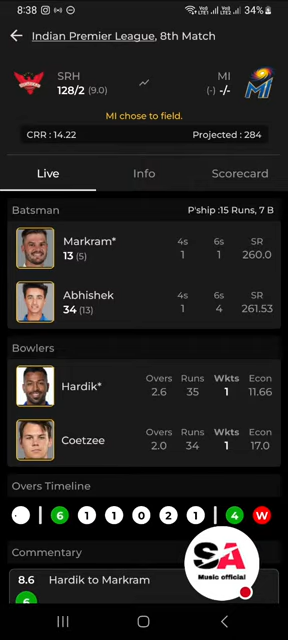 8:38
34%
Indian Premier League, 8th Match
SRH
128/2 (9.0)
MI
(-) -/-
MI
MI chose to field.
CRR : 14.22
Projected : 284
Live
Info
Scorecard
Batsman
P'ship :15 Runs, 7 B
Markram*
13 (5)
4s 6s SR
1 1 260.0
Abhishek
34 (13)
4s 6s SR
1 4 261.53
Bowlers
Hardik*
Overs Runs Wkts Econ
2.6 35 1 11.66
Coetzee
Overs Runs Wkts Econ
2.0 34 1 17.0
Overs Timeline
6 1 1 0 2 1 | 4 W
Commentary
8.6 Hardik to Markram
6
SA
Music official